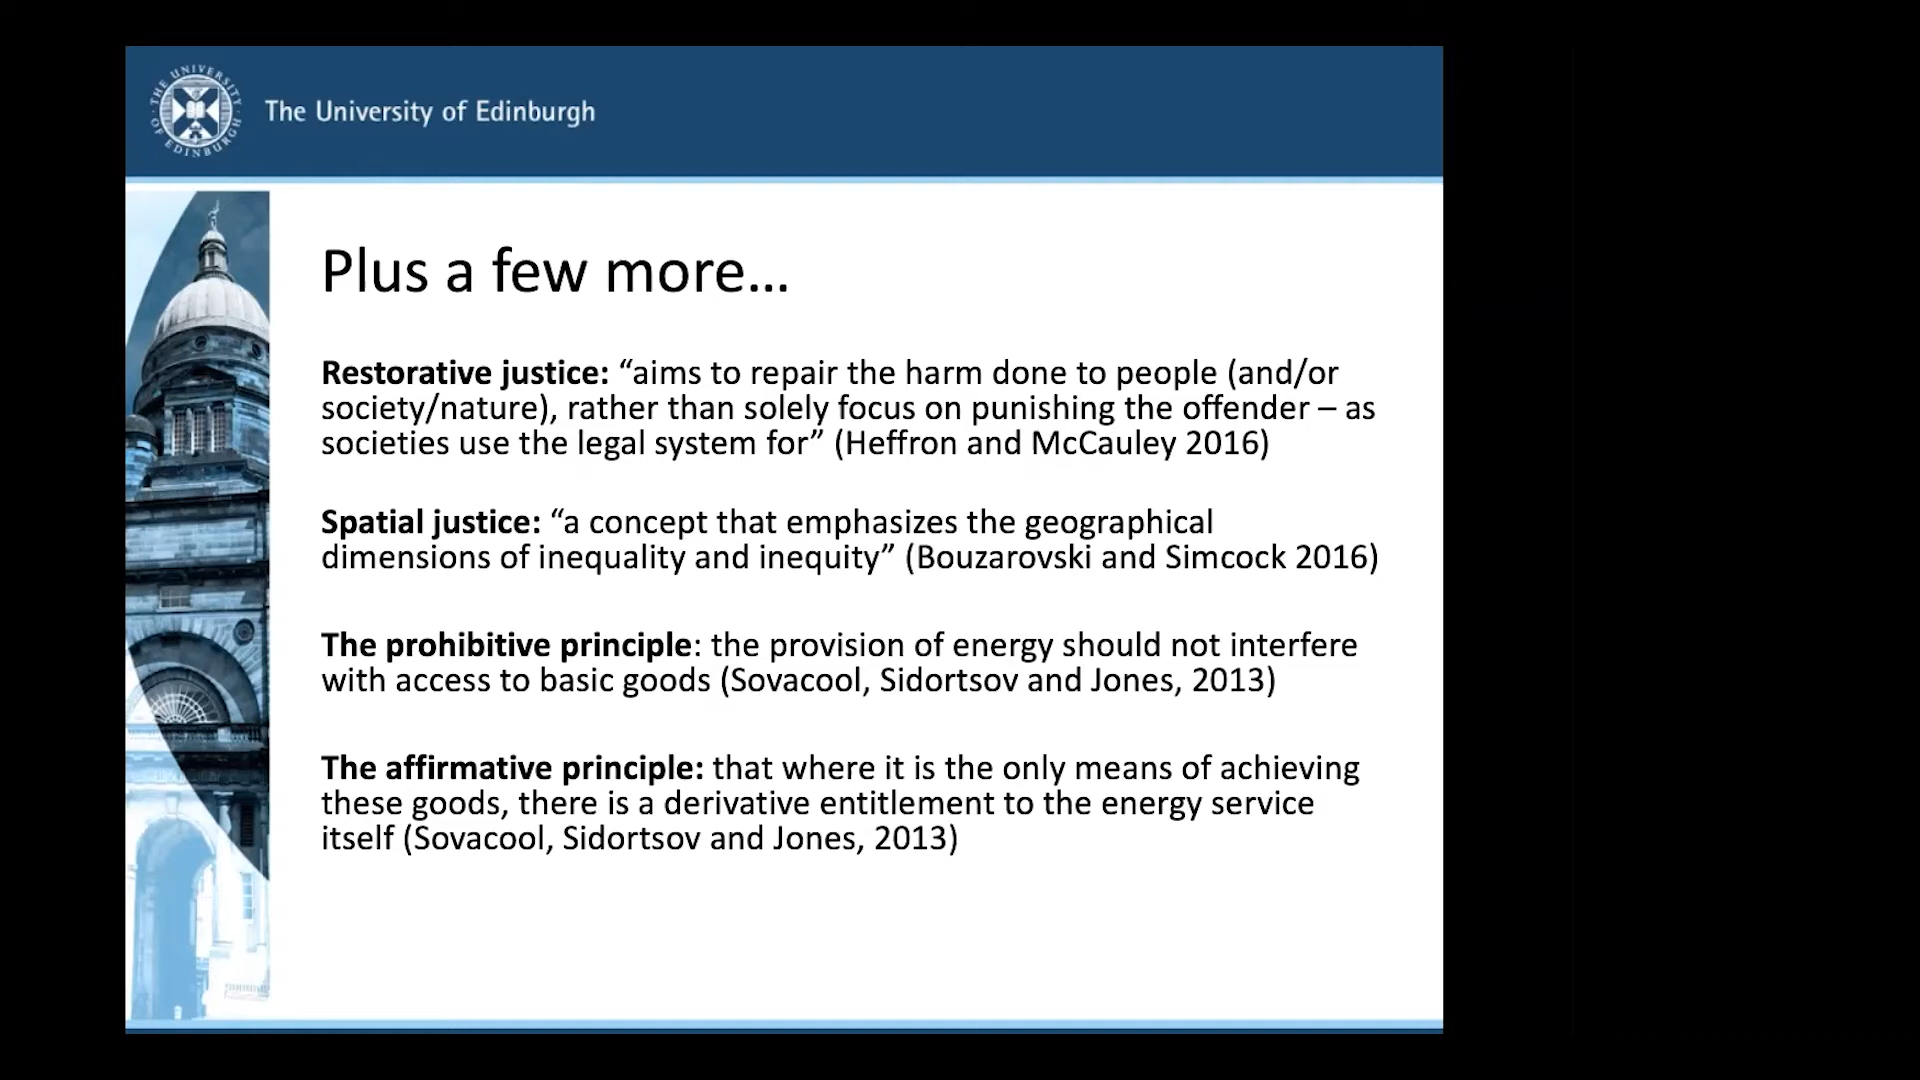 THE UNIVERSITY OF EDINBURGH
The University of Edinburgh
Plus a few more…
Restorative justice: “aims to repair the harm done to people (and/or
society/nature), rather than solely focus on punishing the offender – as
societies use the legal system for” (Heffron and McCauley 2016)
Spatial justice: “a concept that emphasizes the geographical
dimensions of inequality and inequity” (Bouzarovski and Simcock 2016)
The prohibitive principle: the provision of energy should not interfere
with access to basic goods (Sovacool, Sidortsov and Jones, 2013)
The affirmative principle: that where it is the only means of achieving
these goods, there is a derivative entitlement to the energy service
itself (Sovacool, Sidortsov and Jones, 2013)